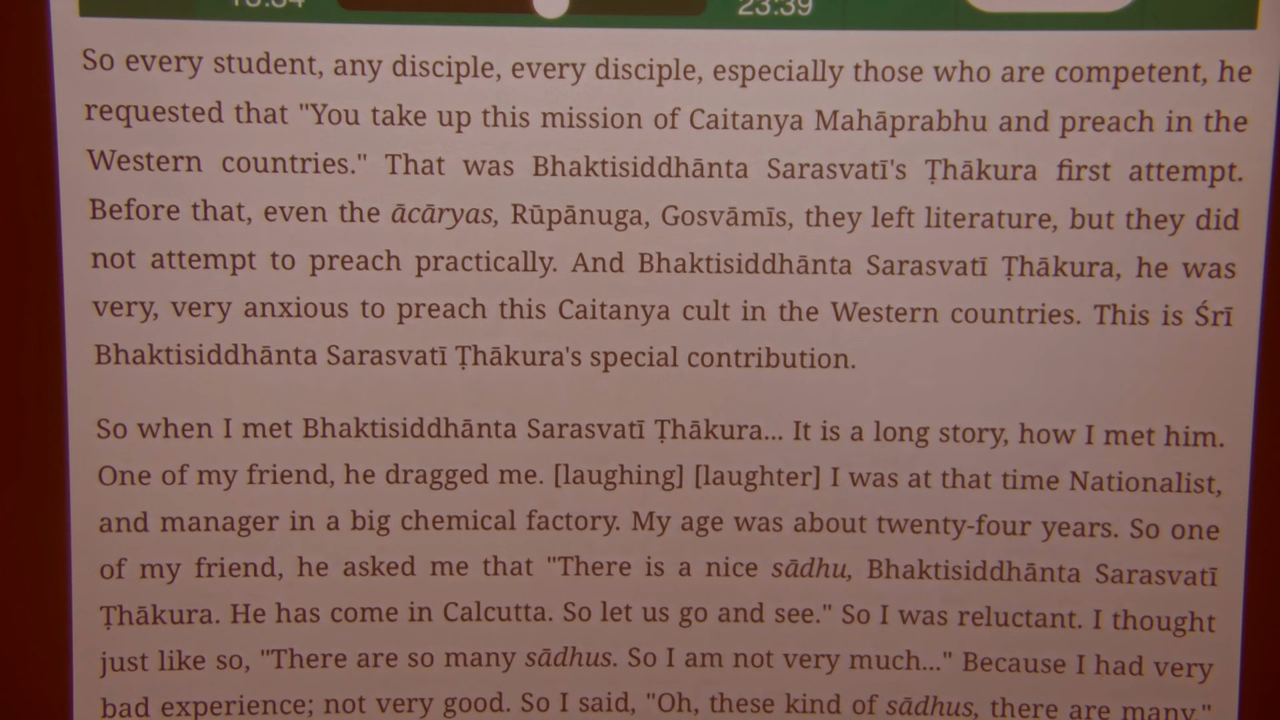 23:39
So every student, any disciple, every disciple, especially those who are competent, he
requested that "You take up this mission of Caitanya Mahāprabhu and preach in the
Western countries." That was Bhaktisiddhānta Sarasvatī's Ṭhākura first attempt.
Before that, even the ācāryas, Rūpānuga, Gosvāmīs, they left literature, but they did
not attempt to preach practically. And Bhaktisiddhānta Sarasvatī Ṭhākura, he was
very, very anxious to preach this Caitanya cult in the Western countries. This is Śrī
Bhaktisiddhānta Sarasvatī Ṭhākura's special contribution.
So when I met Bhaktisiddhānta Sarasvatī Ṭhākura... It is a long story, how I met him.
One of my friend, he dragged me. [laughing] [laughter] I was at that time Nationalist,
and manager in a big chemical factory. My age was about twenty-four years. So one
of my friend, he asked me that "There is a nice sādhu, Bhaktisiddhānta Sarasvatī
Ṭhākura. He has come in Calcutta. So let us go and see." So I was reluctant. I thought
just like so, "There are so many sādhus. So I am not very much..." Because I had very
bad experience; not very good. So I said, "Oh, these kind of sādhus, there are many."